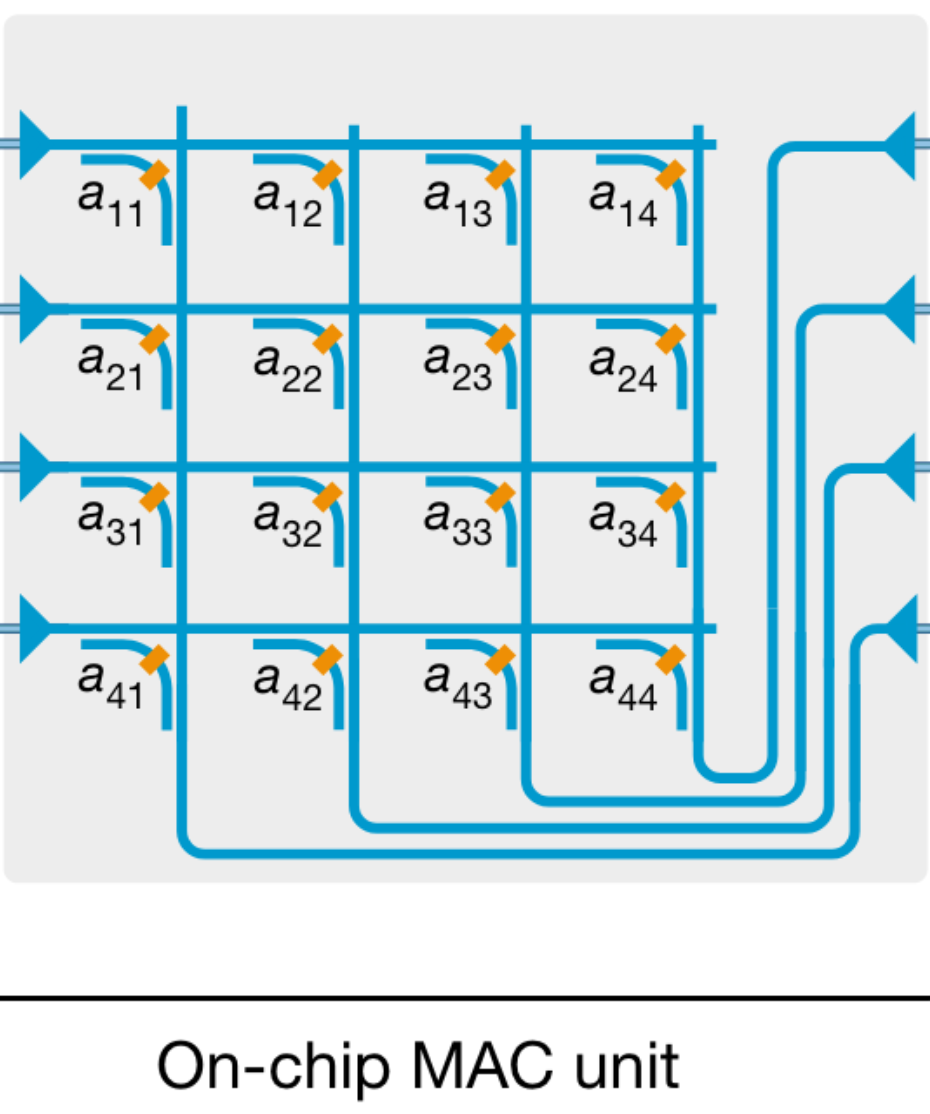 a11 a12 a13 a14
a21 a22 a23 a24
a31 a32 a33 a34
a41 a42 a43 a44
On-chip MAC unit